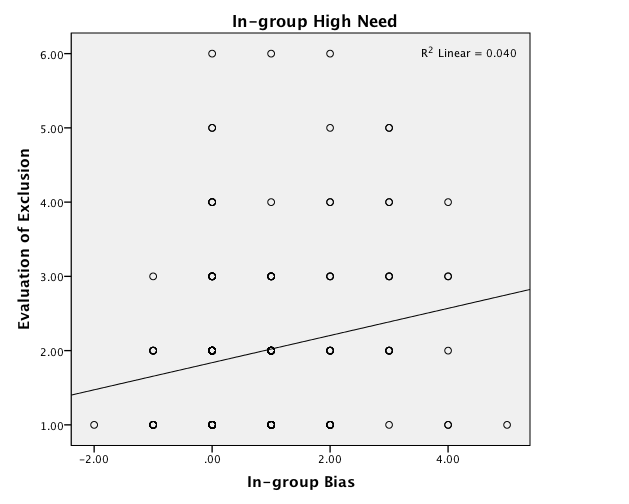 In-group High Need
R² Linear = 0.040
6.00
5.00
4.00
3.00
2.00
1.00
Evaluation of Exclusion
-2.00 .00 2.00 4.00
In-group Bias